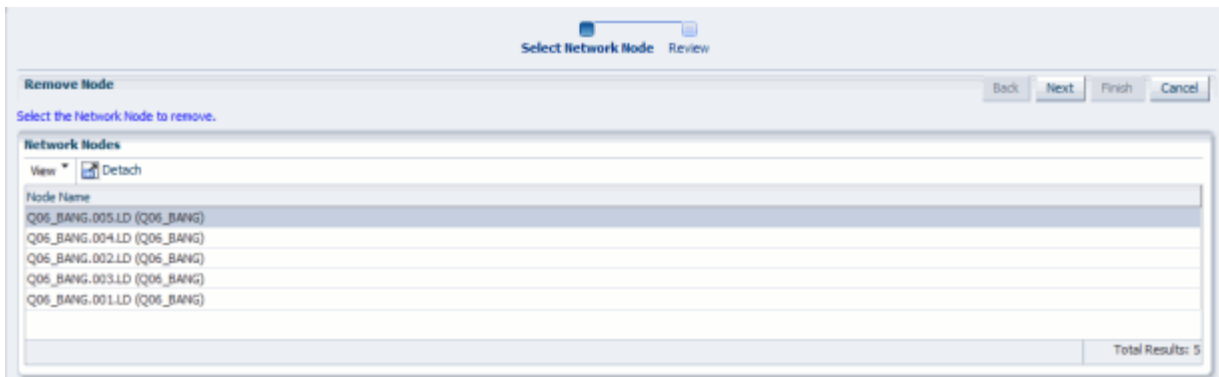 Select Network Node Review
Remove Node Back Next Finish Cancel
Select the Network Node to remove.
Network Nodes
View Detach
Node Name
Q06_BANG.005.LD (Q06_BANG)
Q06_BANG.004.LD (Q06_BANG)
Q06_BANG.002.LD (Q06_BANG)
Q06_BANG.003.LD (Q06_BANG)
Q06_BANG.001.LD (Q06_BANG)
Total Results: 5